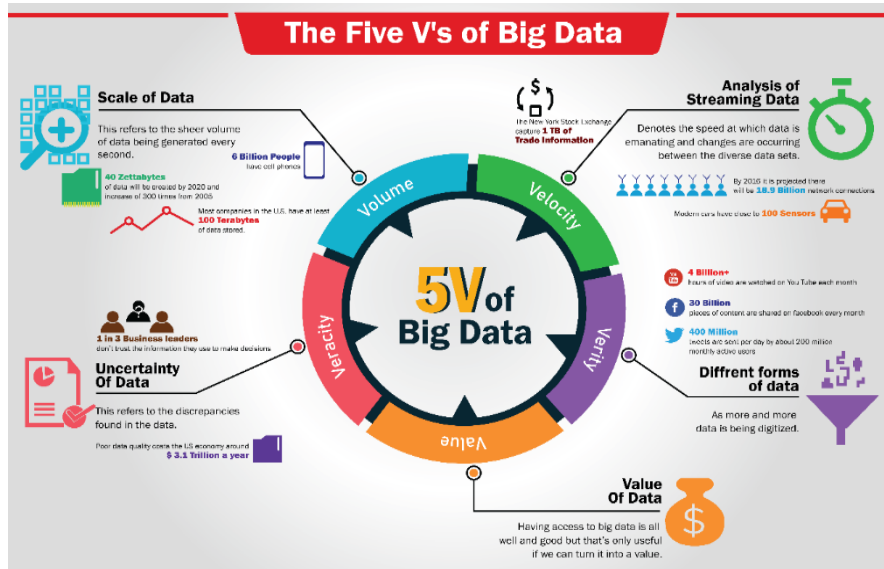 The Five V's of Big Data
Scale of Data
This refers to the sheer volume
of data being generated every
second.
6 Billion People
have cell phones
40 Zettabytes
of data will be created by 2020 and
increase of 300 times from 2005
Most companies in the U.S. have at least
100 Terabytes
of data stored.
$
The New York Stock Exchange
capture 1 TB of
Trade Information
Analysis of
Streaming Data
Denotes the speed at which data is
emanating and changes are occurring
between the diverse data sets.
By 2016 it is projected there
will be 18.9 Billion network connections
Modern cars have close to 100 Sensors
Volume
Velocity
Verity
Value
Veracity
5V of
Big Data
You
Tube
4 Billion+
hours of video are watched on You Tube each month
f
30 Billion
pieces of content are shared on facebook every month
400 Million
tweets are sent per day by about 200 million
monthly active users
Diffrent forms
of data
As more and more
data is being digitized.
1 in 3 Business leaders
don't trust the information they use to make decisions.
Uncertainty
Of Data
This refers to the discrepancies
found in the data.
Poor data quality costs the US economy around
$ 3.1 Trillion a year
Value
Of Data
Having access to big data is all
well and good but that's only useful
if we can turn it into a value.
$